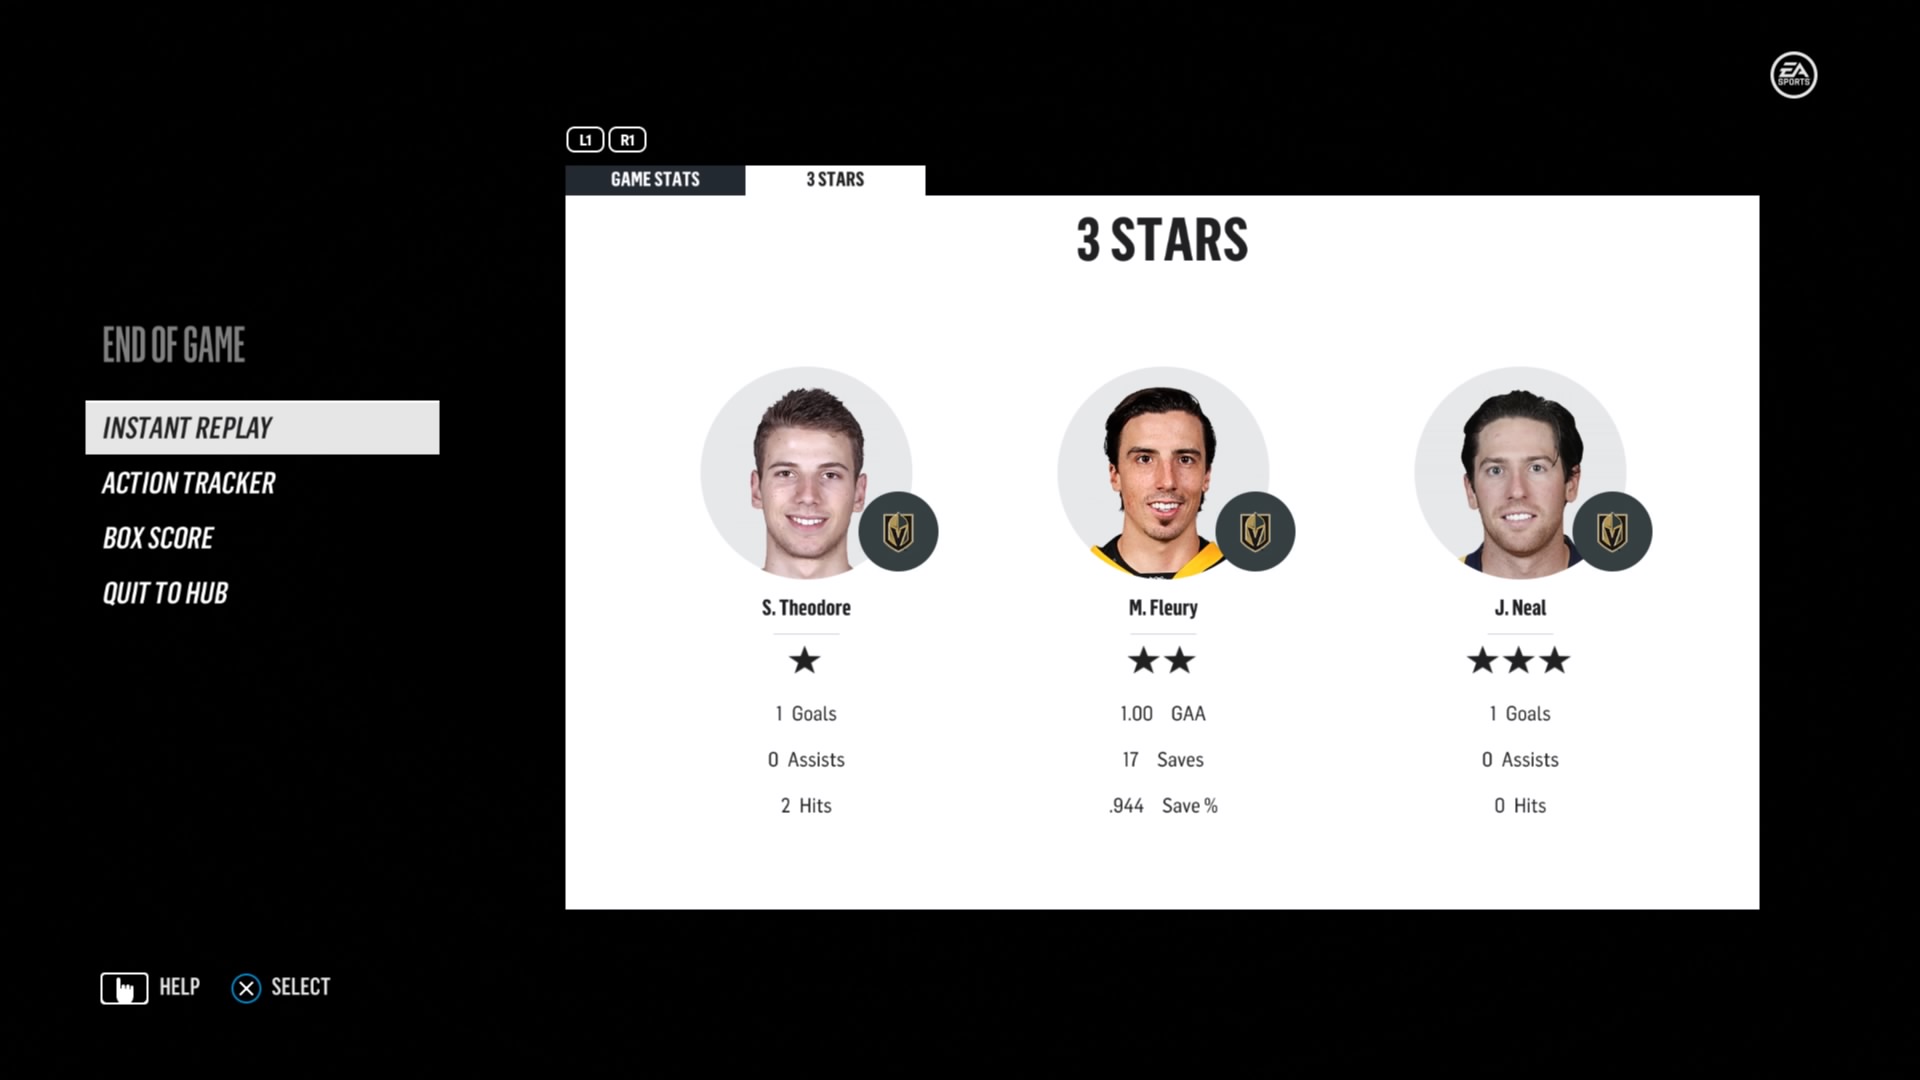 EA
SPORTS
L1 R1
GAME STATS 3 STARS
3 STARS
END OF GAME
INSTANT REPLAY
ACTION TRACKER
BOX SCORE
QUIT TO HUB
S. Theodore
1 Goals
0 Assists
2 Hits
M. Fleury
1.00 GAA
17 Saves
.944 Save %
J. Neal
1 Goals
0 Assists
0 Hits
HELP SELECT